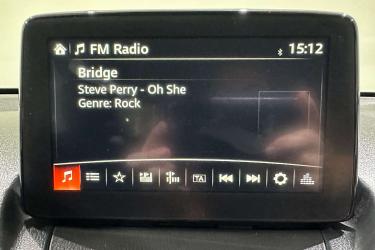 FM Radio 15:12
Bridge
Steve Perry - Oh She
Genre: Rock
TA